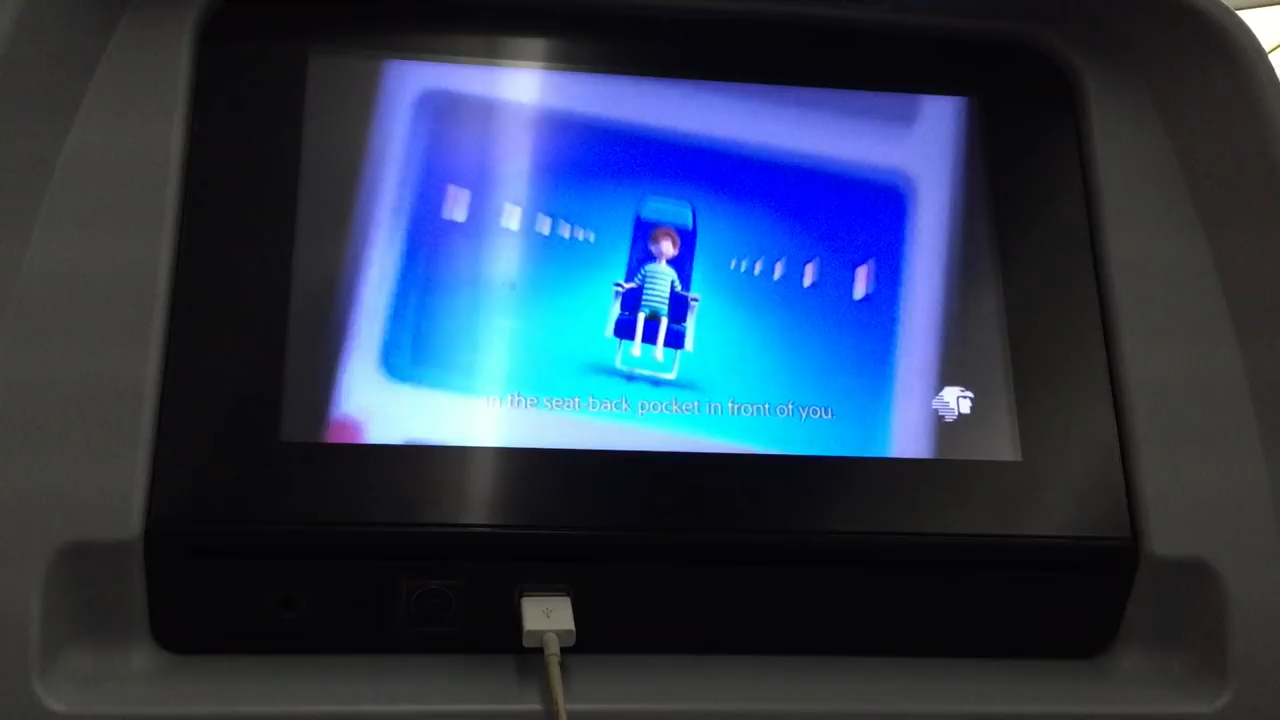 in the seat-back pocket in front of you.